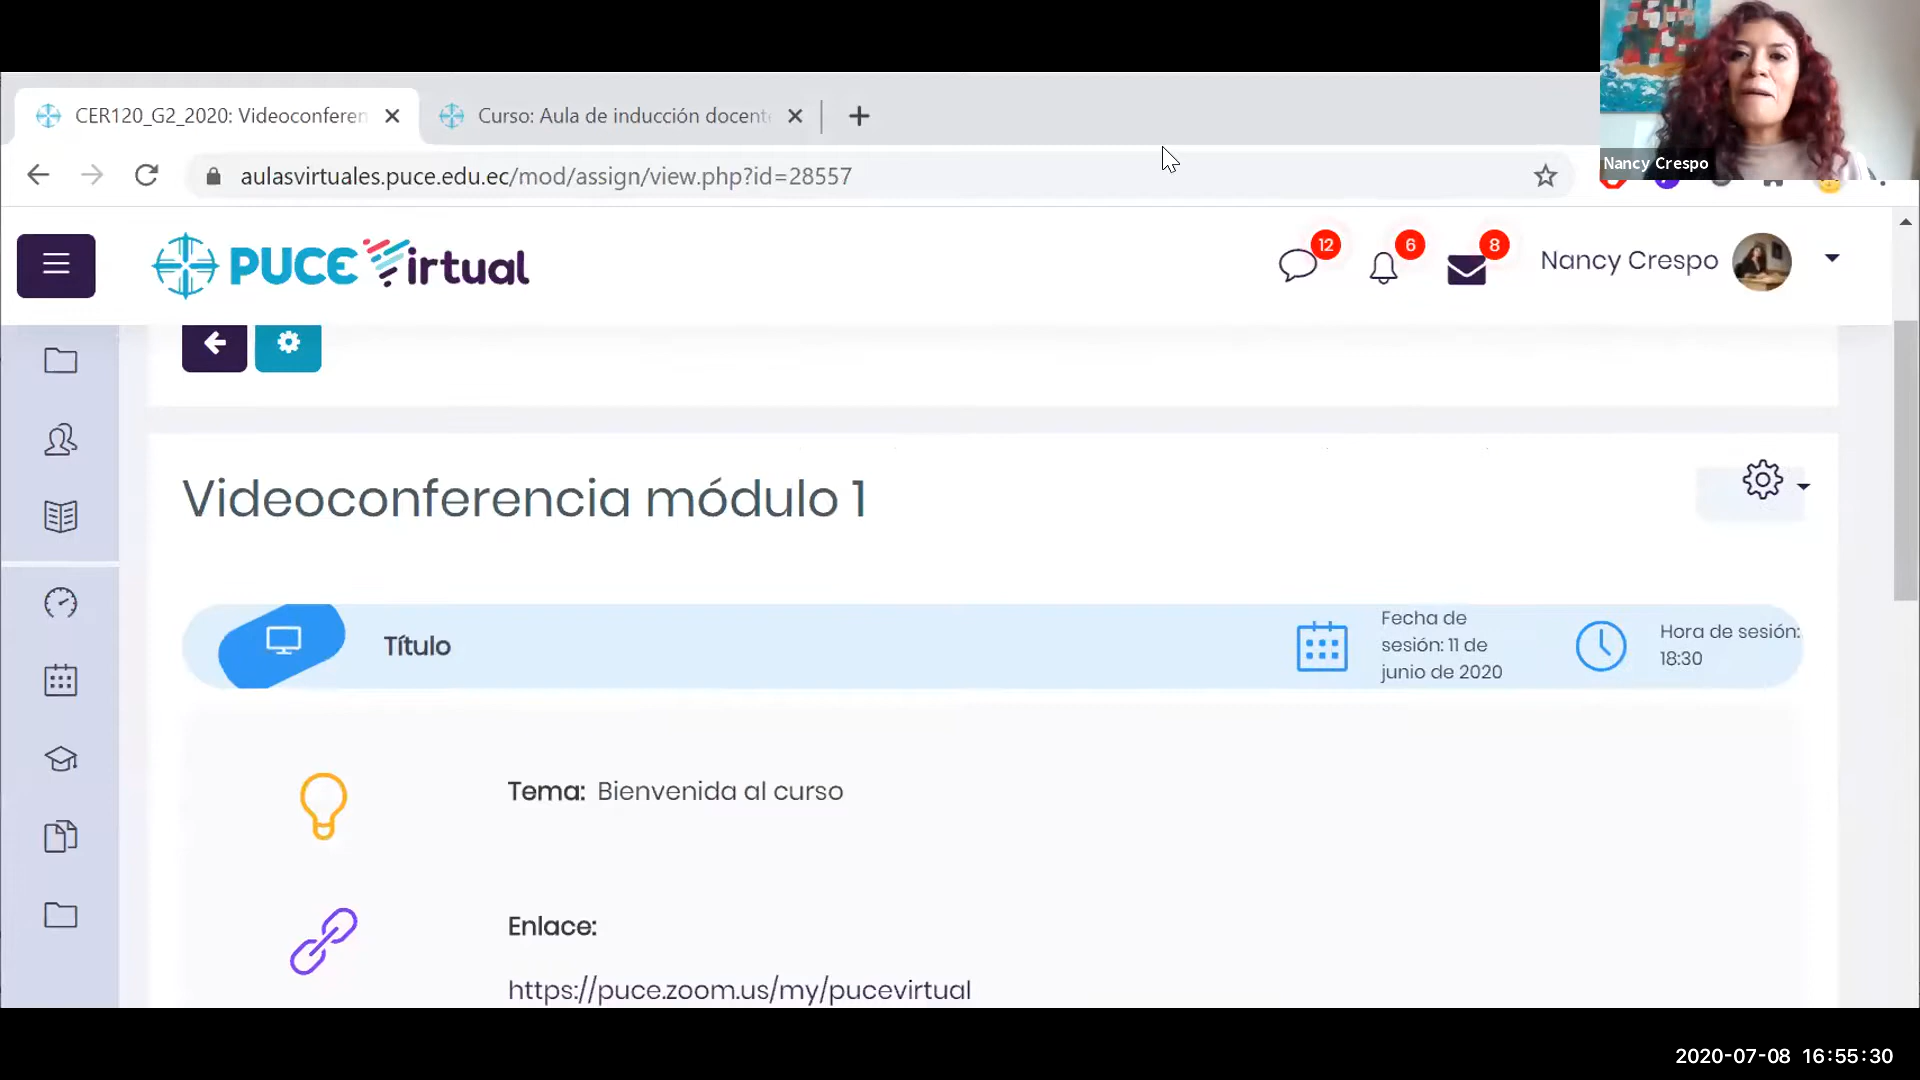 CER120_G2_2020: Videoconferen
Curso: Aula de inducción docent
Nancy Crespo
aulasvirtuales.puce.edu.ec/mod/assign/view.php?id=28557
PUCE Virtual
12
6
8
Nancy Crespo
Videoconferencia módulo 1
Título
Fecha de
sesión: 11 de
junio de 2020
Hora de sesión:
18:30
Tema: Bienvenida al curso
Enlace:
https://puce.zoom.us/my/pucevirtual
2020-07-08 16:55:30